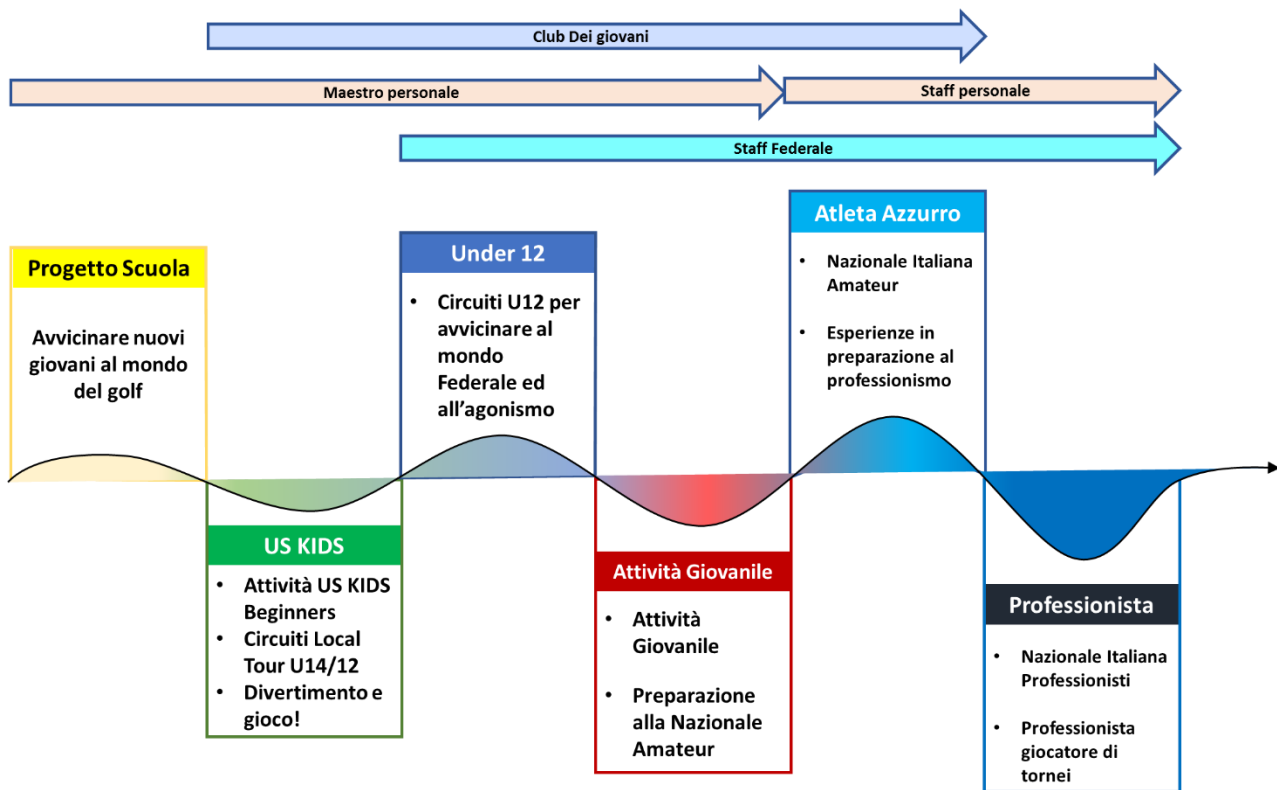 Club Dei giovani
Maestro personale
Staff personale
Staff Federale
Progetto Scuola
Avvicinare nuovi
giovani al mondo
del golf
US KIDS
• Attività US KIDS
Beginners
• Circuiti Local
Tour U14/12
• Divertimento e
gioco!
Under 12
• Circuiti U12 per
avvicinare al
mondo
Federale ed
all’agonismo
Attività Giovanile
• Attività
Giovanile
• Preparazione
alla Nazionale
Amateur
Atleta Azzurro
• Nazionale Italiana
Amateur
• Esperienze in
preparazione al
professionismo
Professionista
• Nazionale Italiana
Professionisti
• Professionista
giocatore di
tornei